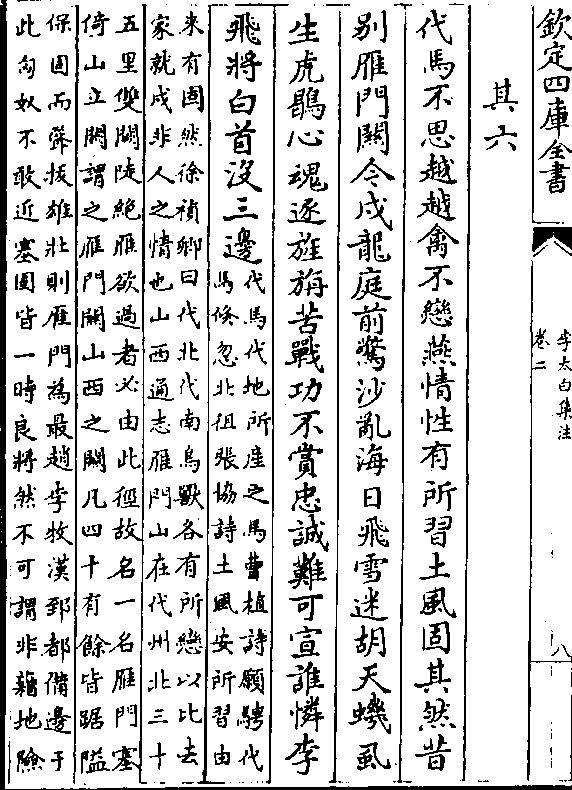 欽定四庫全書
李太白集注
卷二
八
其六
代馬不思越越禽不戀燕情性有所習土風固其然昔
别雁門關今戍龍庭前驚沙亂海日飛雪迷胡天蟣虱
生虎鶡心魂逐旌旃苦戰功不賞忠誠難可宣誰憐李
飛將白首没三邊
代馬代地所産之馬曹植詩願騁代
馬倏忽北徂張協詩土風安所習由
来有固然徐禎卿曰代北代南鳥獸各有所戀以比去
家就戍非人之情也山西通志雁門山在代州北三十
五里雙闕陡絶雁欲過者必由此徑故名一名雁門塞
倚山立關謂之雁門關山西之關凡四十有餘皆踞隘
保固而聳拔雄壯則雁門為最趙李牧漢郅都備邊于
此匈奴不敢近塞固皆一時良將然不可謂非藉地險